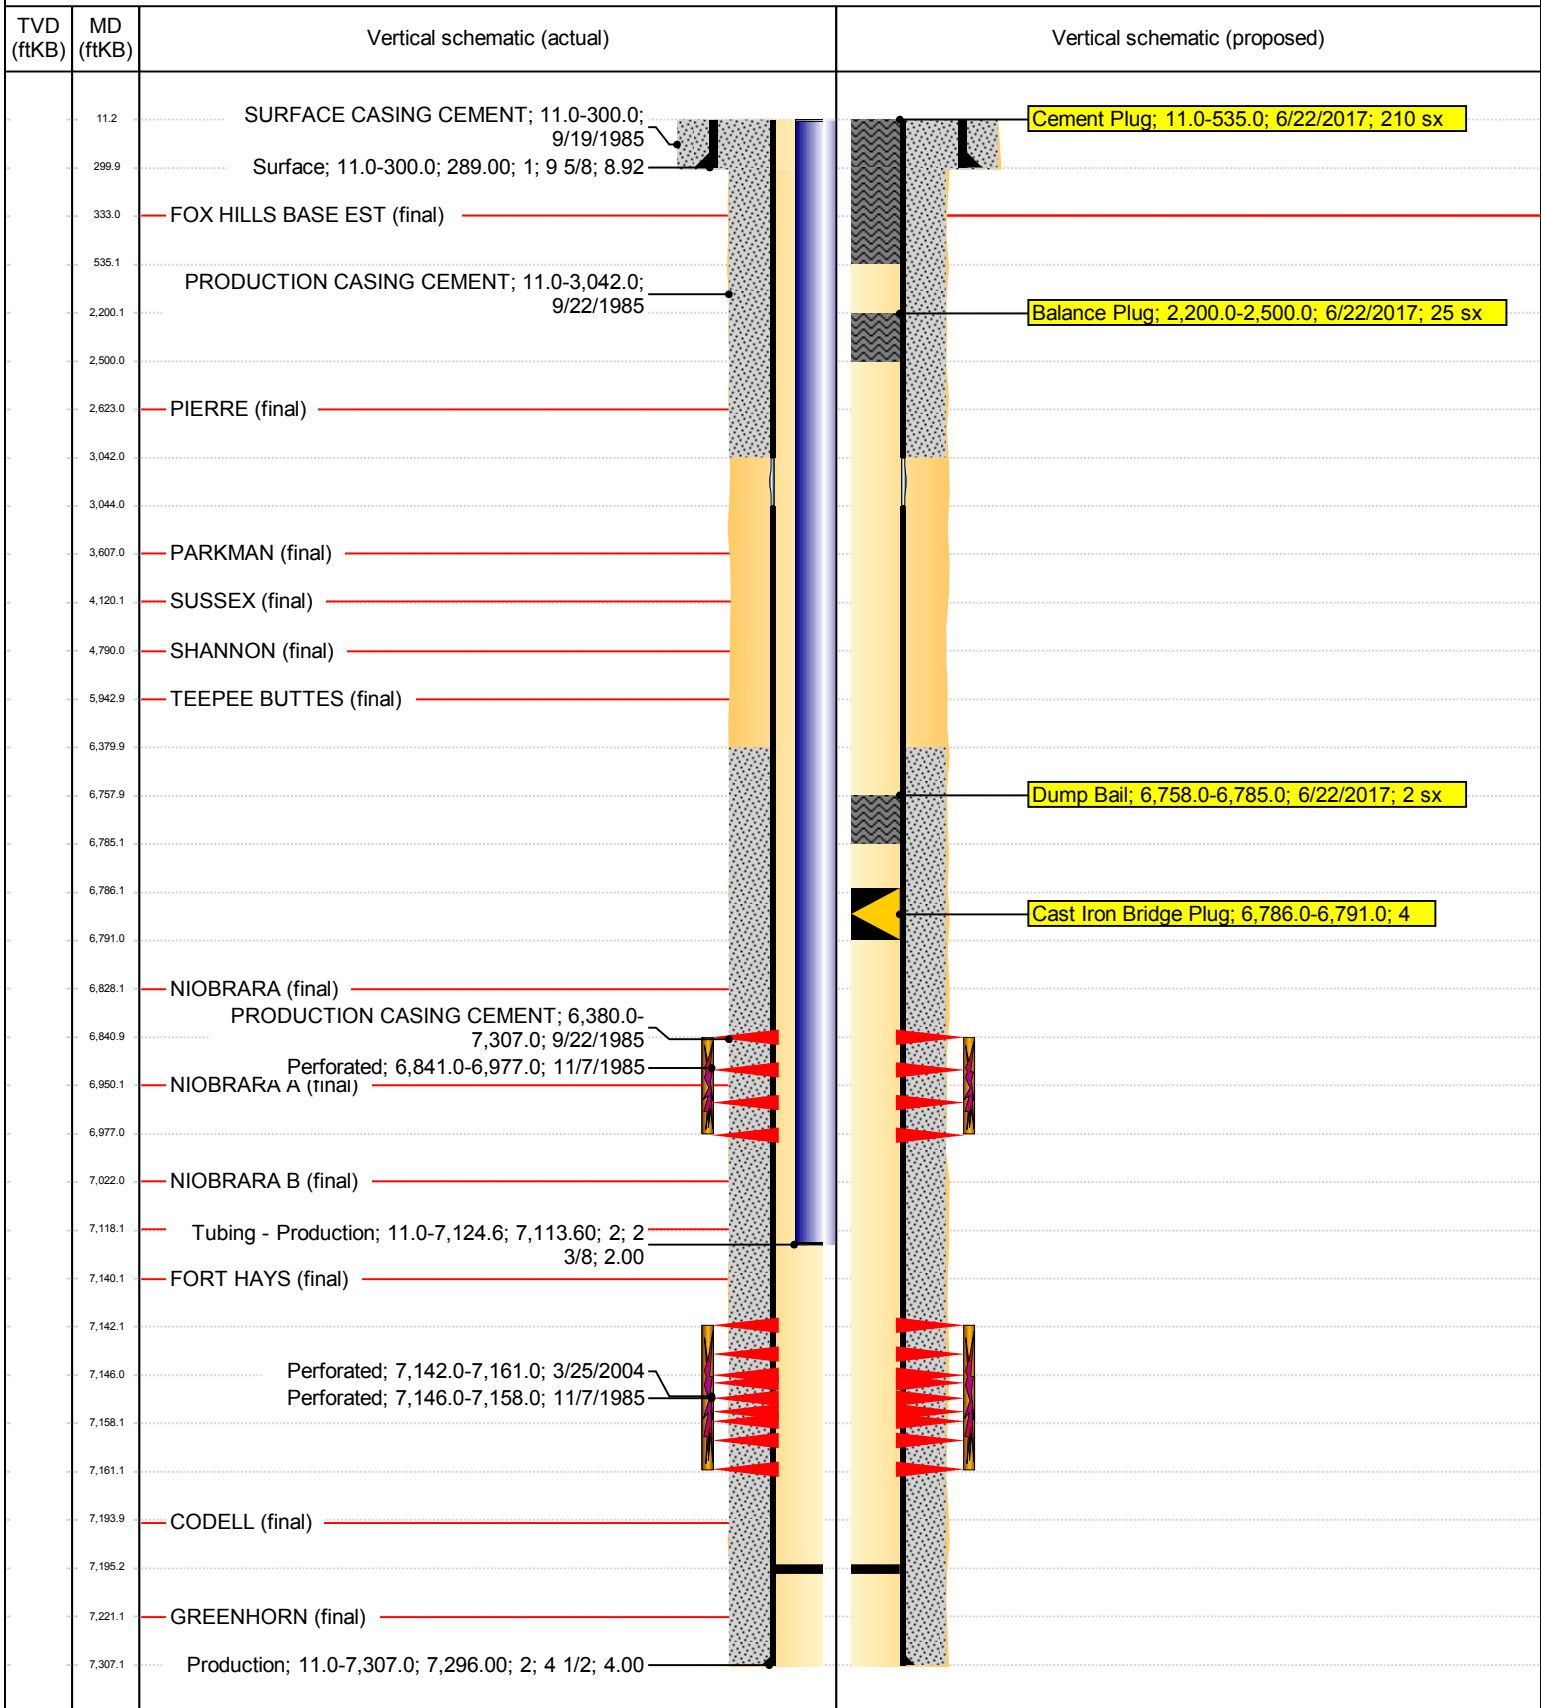 TVD
(ftKB)
MD
(ftKB)
Vertical schematic (actual)
Vertical schematic (proposed)
11.2
SURFACE CASING CEMENT; 11.0-300.0;
9/19/1985
Cement Plug; 11.0-535.0; 6/22/2017; 210 sx
299.9
Surface; 11.0-300.0; 289.00; 1; 9 5/8; 8.92
333.0
FOX HILLS BASE EST (final)
535.1
PRODUCTION CASING CEMENT; 11.0-3,042.0;
9/22/1985
2,200.1
Balance Plug; 2,200.0-2,500.0; 6/22/2017; 25 sx
2,500.0
2,623.0
PIERRE (final)
3,042.0
3,044.0
3,607.0
PARKMAN (final)
4,120.1
SUSSEX (final)
4,790.0
SHANNON (final)
5,942.9
TEEPEE BUTTES (final)
6,379.9
6,757.9
Dump Bail; 6,758.0-6,785.0; 6/22/2017; 2 sx
6,785.1
6,786.1
Cast Iron Bridge Plug; 6,786.0-6,791.0; 4
6,791.0
6,828.1
NIOBRARA (final)
PRODUCTION CASING CEMENT; 6,380.0-
7,307.0; 9/22/1985
6,840.9
Perforated; 6,841.0-6,977.0; 11/7/1985
6,950.1
NIOBRARA A (final)
6,977.0
7,022.0
NIOBRARA B (final)
7,118.1
Tubing - Production; 11.0-7,124.6; 7,113.60; 2; 2
3/8; 2.00
7,140.1
FORT HAYS (final)
7,142.1
Perforated; 7,142.0-7,161.0; 3/25/2004
7,146.0
Perforated; 7,146.0-7,158.0; 11/7/1985
7,158.1
7,161.1
7,193.9
CODELL (final)
7,195.2
7,221.1
GREENHORN (final)
7,307.1
Production; 11.0-7,307.0; 7,296.00; 2; 4 1/2; 4.00